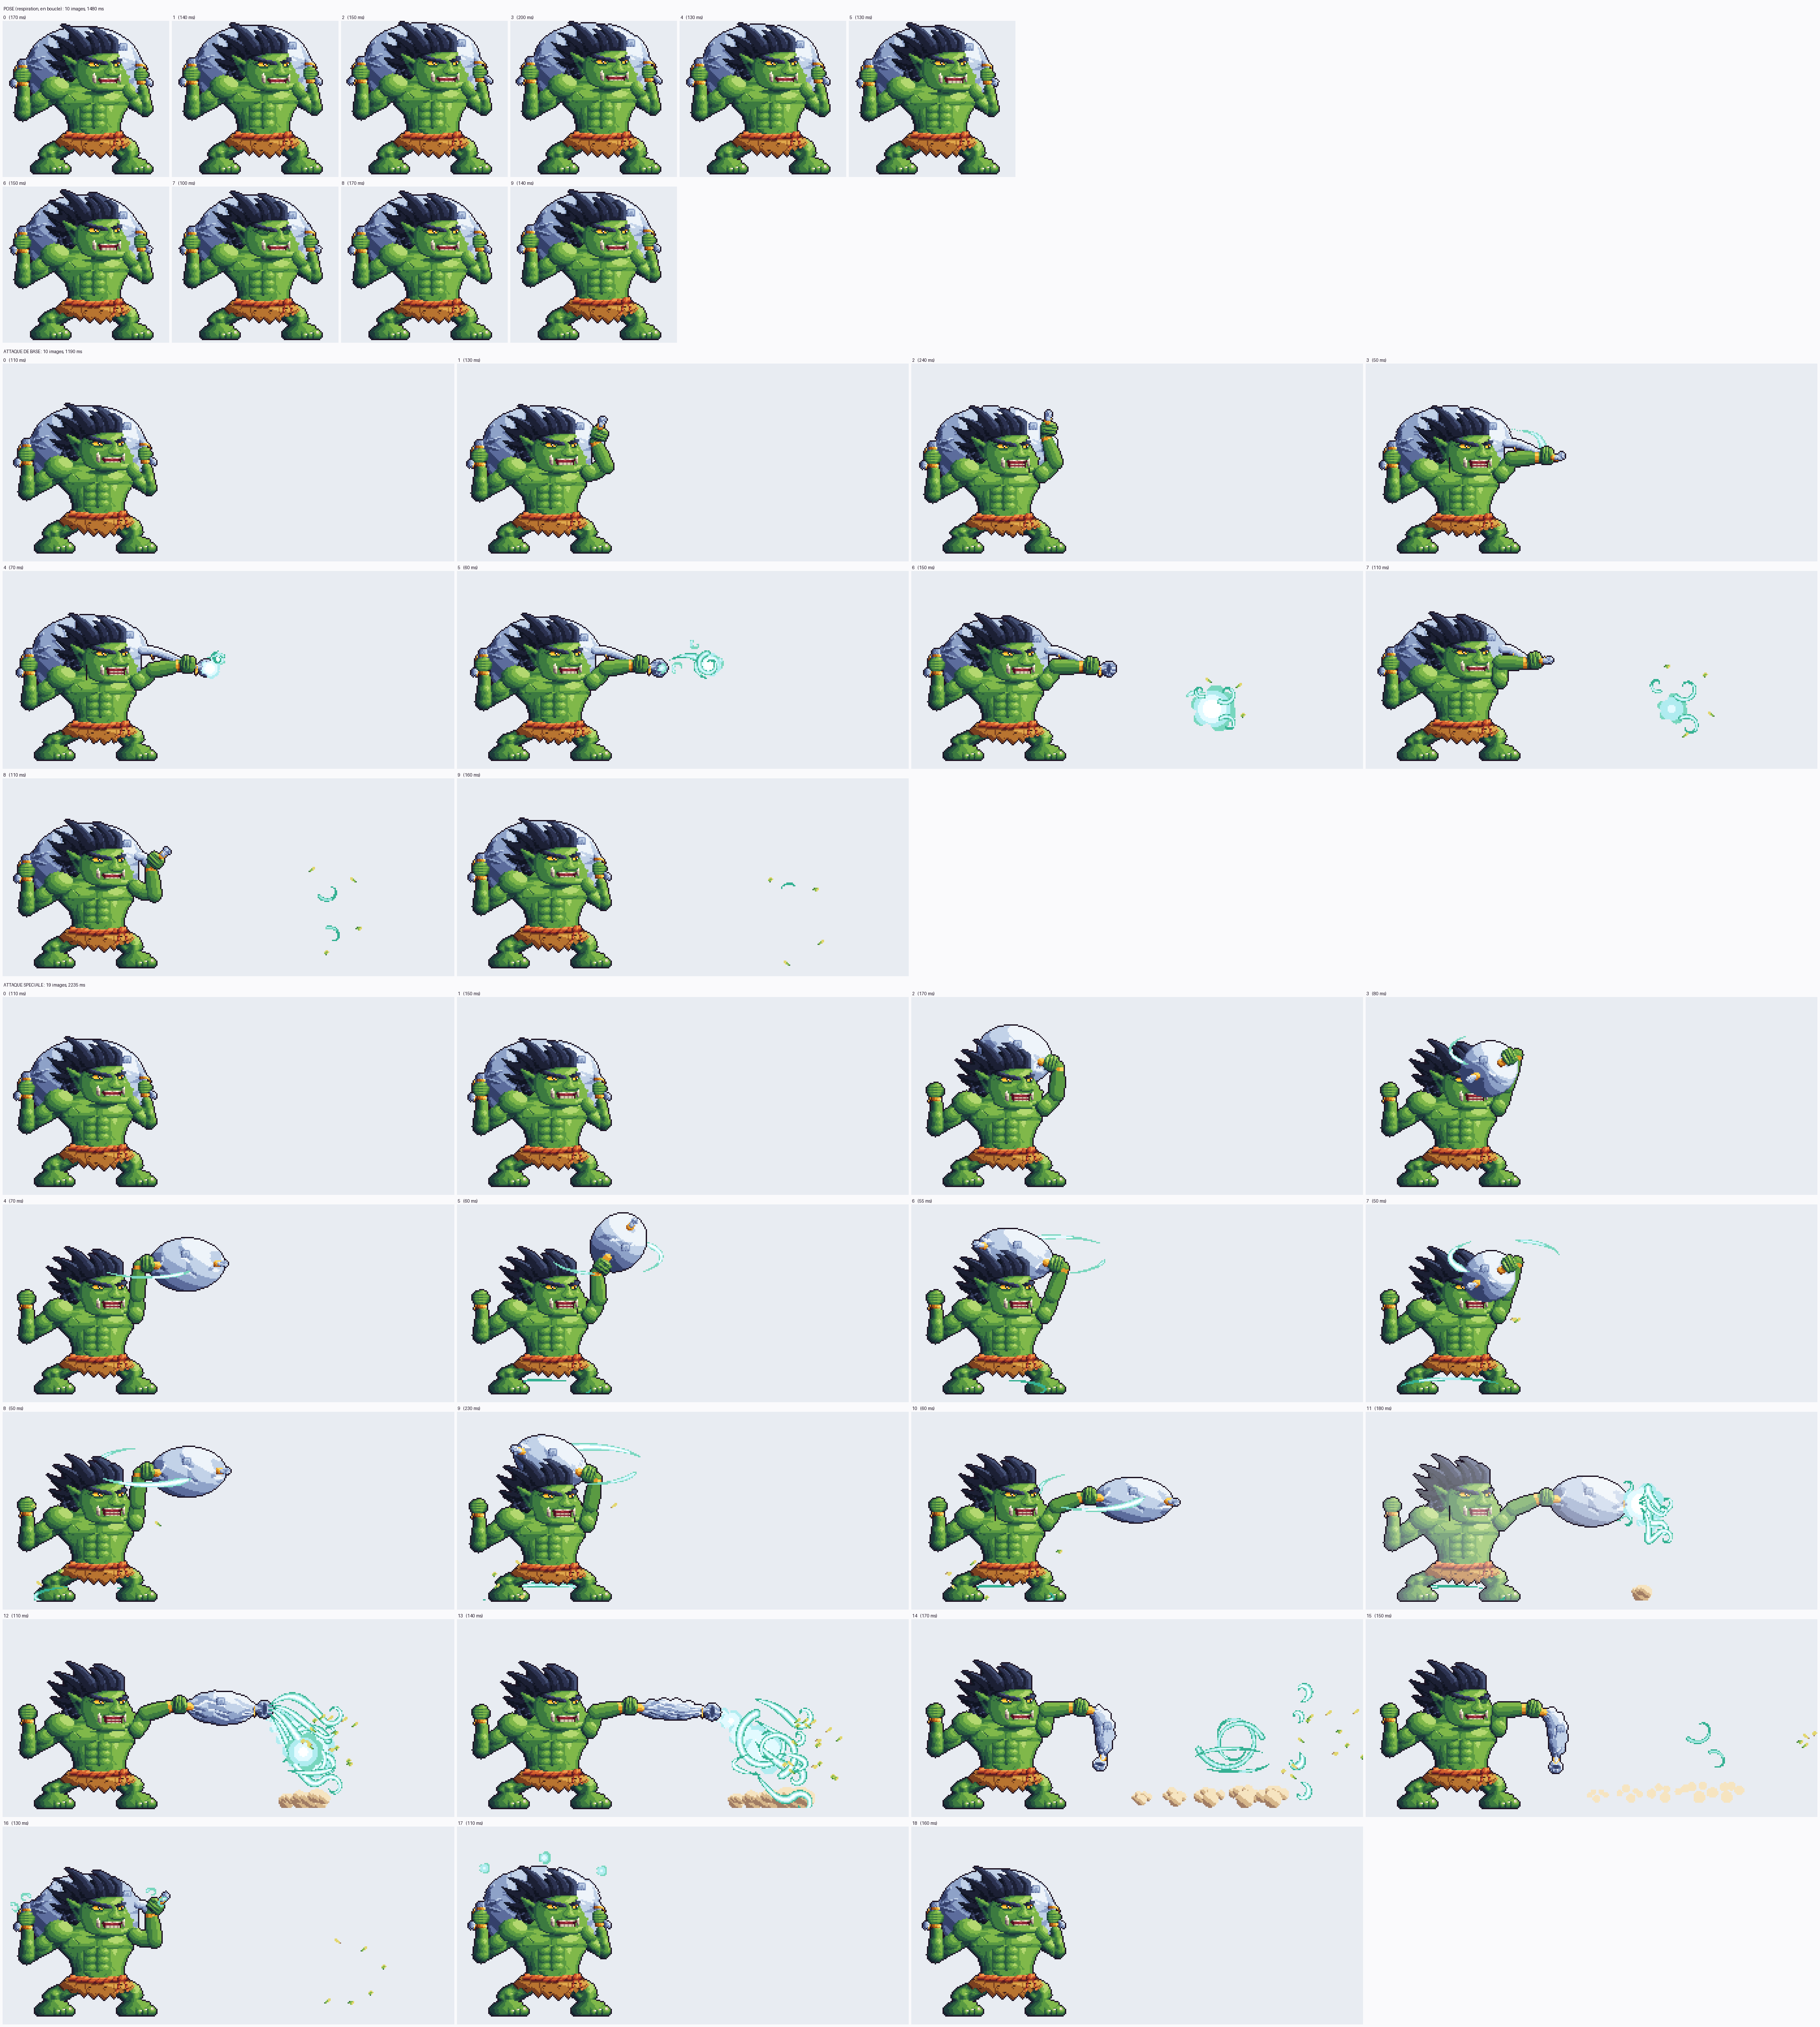 POSE (respiration, en boucle) : 10 images, 1480 ms
0 (170 ms) 1 (140 ms) 2 (150 ms) 3 (200 ms) 4 (130 ms) 5 (130 ms)
6 (150 ms) 7 (100 ms) 8 (170 ms) 9 (140 ms)
ATTAQUE DE BASE : 10 images, 1190 ms
0 (110 ms) 1 (130 ms) 2 (240 ms) 3 (50 ms)
4 (70 ms) 5 (60 ms) 6 (150 ms) 7 (110 ms)
8 (110 ms) 9 (160 ms)
ATTAQUE SPECIALE : 19 images, 2235 ms
0 (110 ms) 1 (150 ms) 2 (170 ms) 3 (80 ms)
4 (70 ms) 5 (60 ms) 6 (55 ms) 7 (50 ms)
8 (50 ms) 9 (230 ms) 10 (60 ms) 11 (180 ms)
12 (110 ms) 13 (140 ms) 14 (170 ms) 15 (150 ms)
16 (130 ms) 17 (110 ms) 18 (160 ms)